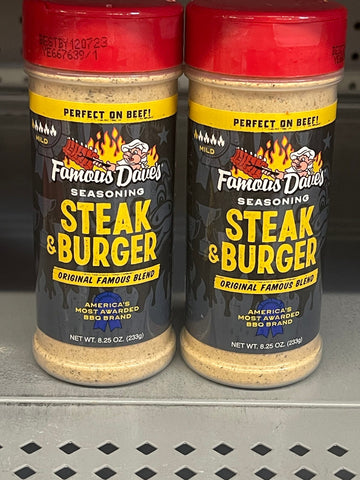 BEST BY 120723
YE667639/1
PERFECT ON BEEF!
MILD
Famous Dave's
SEASONING
STEAK
& BURGER
ORIGINAL FAMOUS BLEND
AMERICA'S
MOST AWARDED
BBQ BRAND
NET WT. 8.25 OZ. (233g)
PERFECT ON BEEF!
MILD
Famous Dave's
SEASONING
STEAK
& BURGER
ORIGINAL FAMOUS BLEND
AMERICA'S
MOST AWARDED
BBQ BRAND
NET WT. 8.25 OZ. (233g)